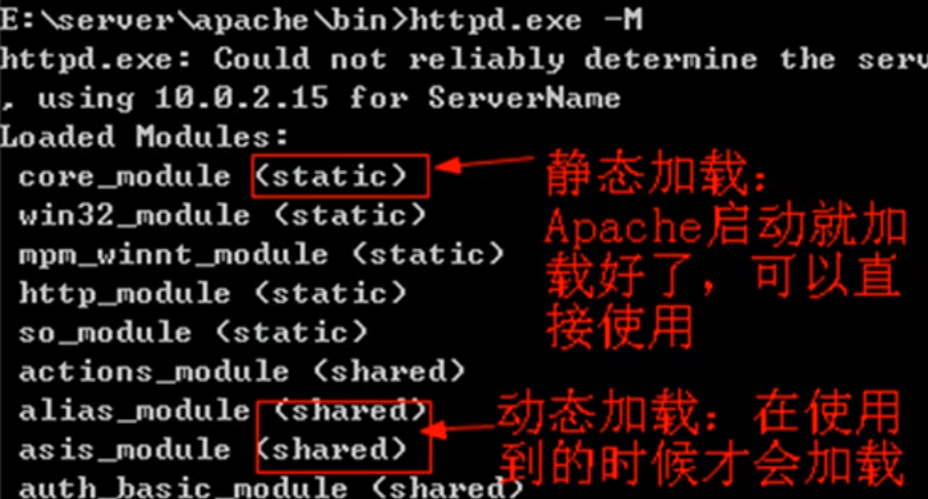 E:\server\apache\bin>httpd.exe -M
httpd.exe: Could not reliably determine the
, using 10.0.2.15 for ServerName
Loaded Modules:
core_module (static)
win32_module (static)
mpm_winnt_module (static)
http_module (static)
so_module (static)
actions_module (shared)
alias_module (shared)
asis_module (shared)
auth_basic_module (shared)
静态加载：
Apache启动就加
载好了，可以直
接使用
动态加载：在使用
到的时候才会加载